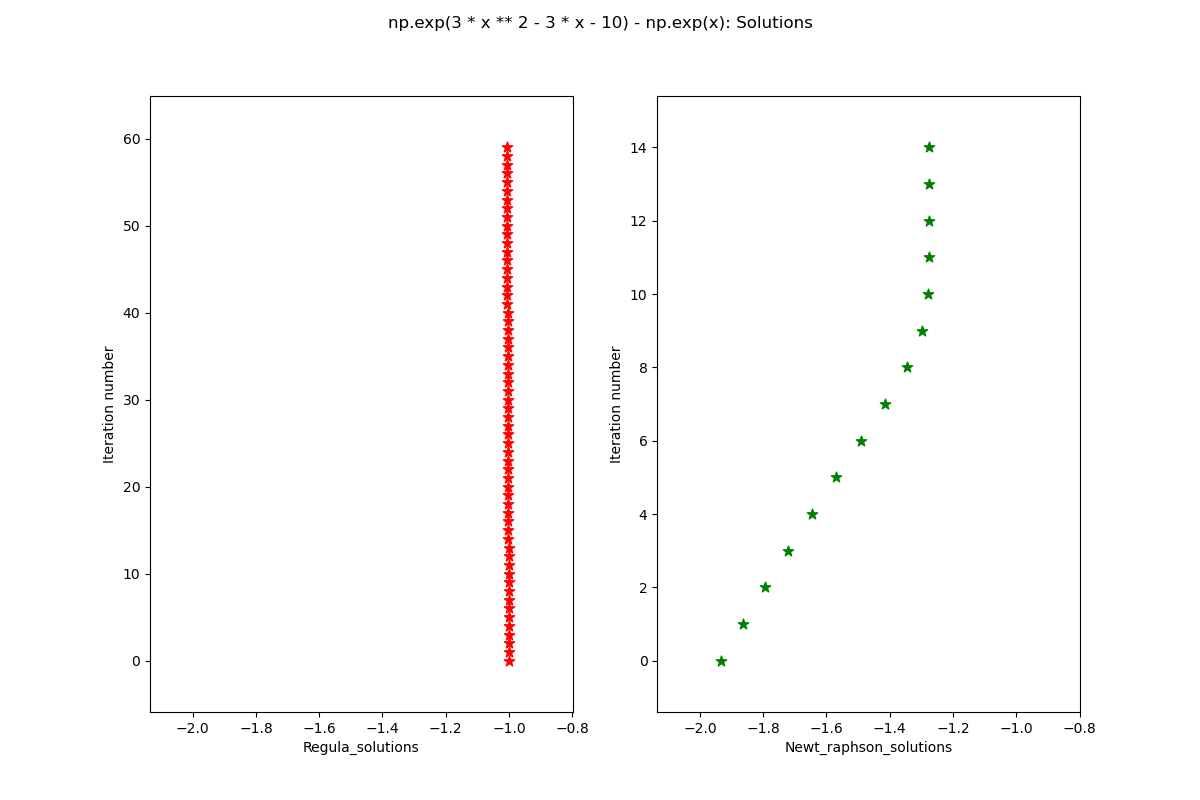 np.exp(3 * x ** 2 - 3 * x - 10) - np.exp(x): Solutions
60
50
40
30
20
10
0
Iteration number
−2.0 −1.8 −1.6 −1.4 −1.2 −1.0 −0.8
Regula_solutions
14
12
10
8
6
4
2
0
Iteration number
−2.0 −1.8 −1.6 −1.4 −1.2 −1.0 −0.8
Newt_raphson_solutions